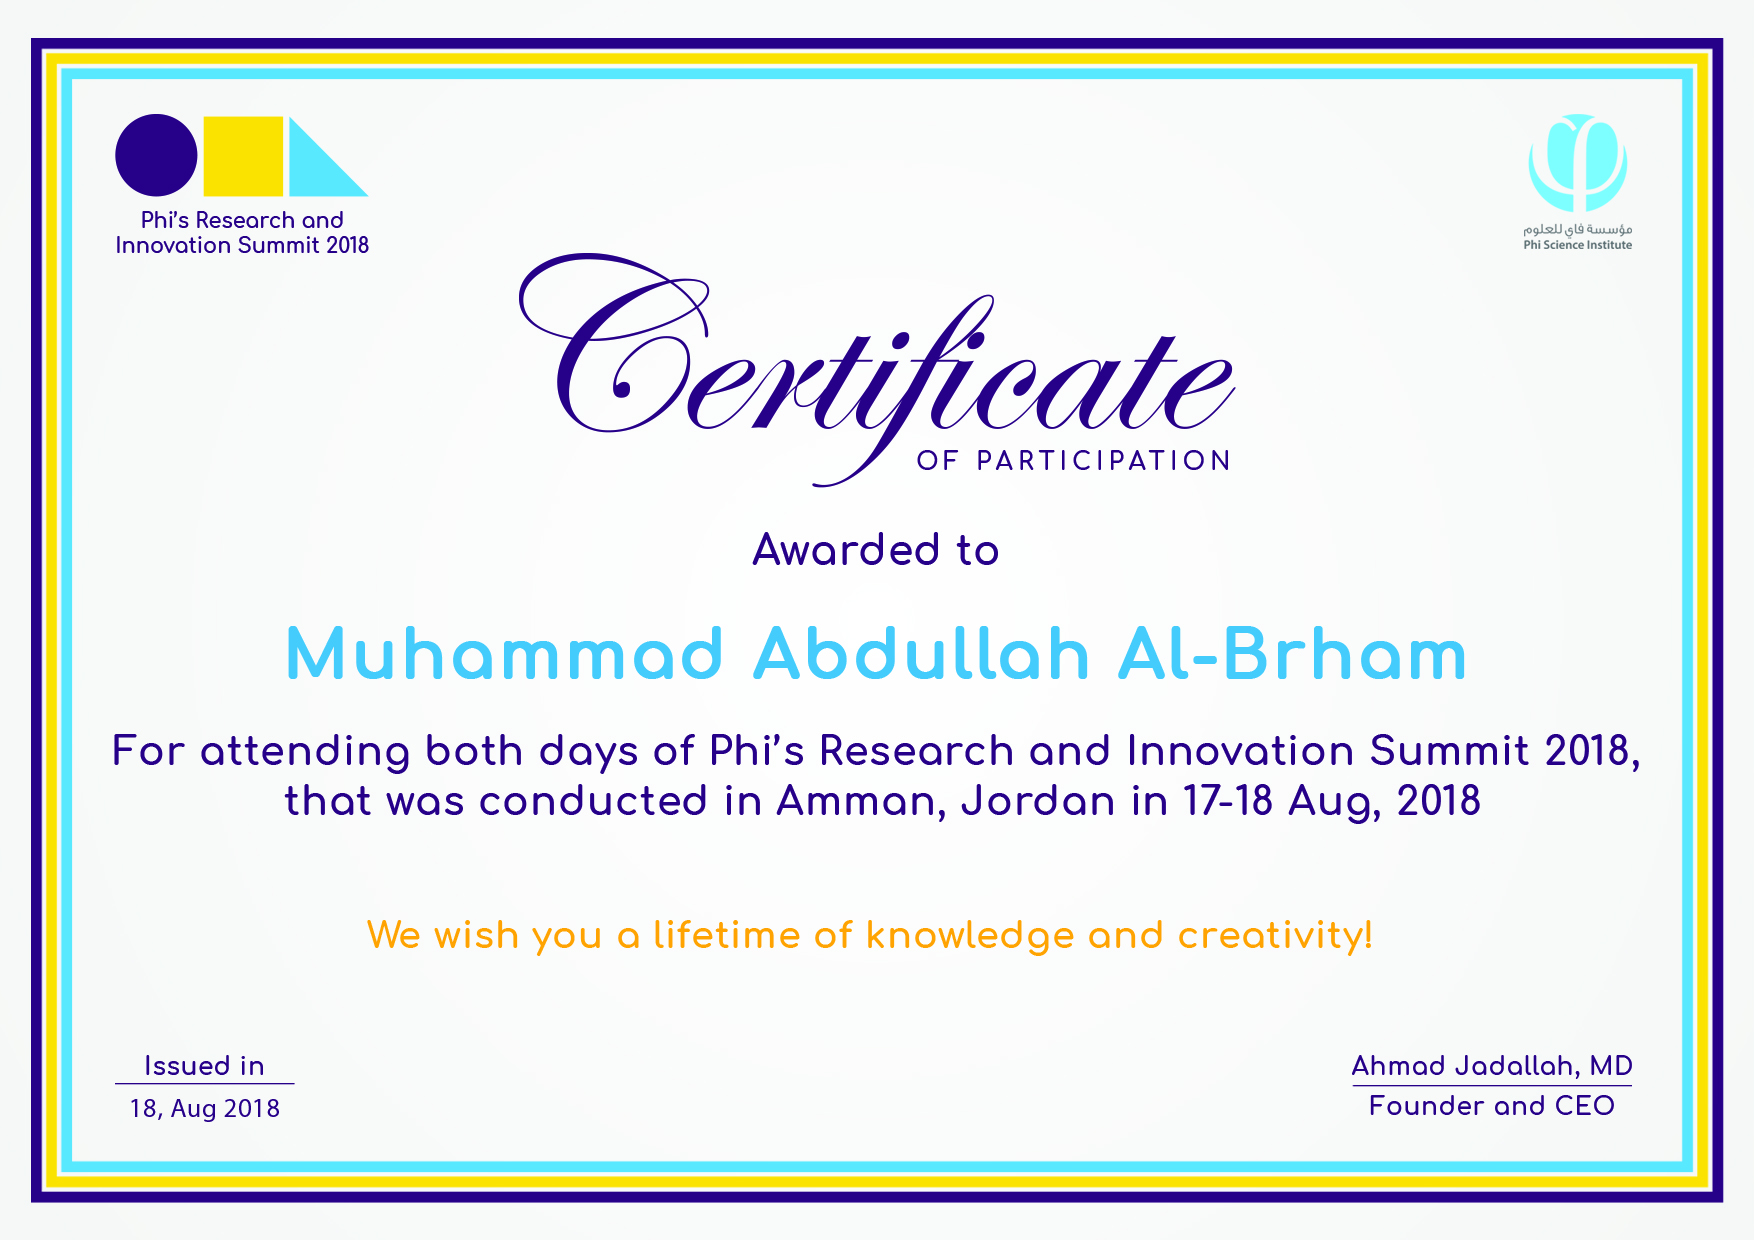 Phi's Research and
Innovation Summit 2018
مؤسسة فاي للعلوم
Phi Science Institute
Certificate
OF PARTICIPATION
Awarded to
Muhammad Abdullah Al-Brham
For attending both days of Phi's Research and Innovation Summit 2018,
that was conducted in Amman, Jordan in 17-18 Aug, 2018
We wish you a lifetime of knowledge and creativity!
Issued in
18, Aug 2018
Ahmad Jadallah, MD
Founder and CEO